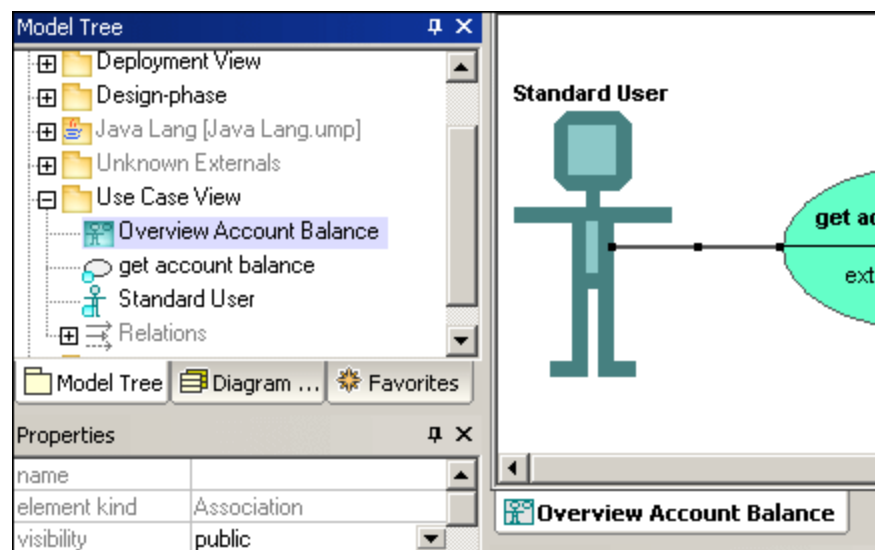 Model Tree
Deployment View
Design-phase
Java Lang [Java Lang.ump]
Unknown Externals
Use Case View
Overview Account Balance
get account balance
Standard User
Relations
Model Tree
Diagram ...
Favorites
Properties
name
element kind Association
visibility public
Standard User
get ac
ext
Overview Account Balance